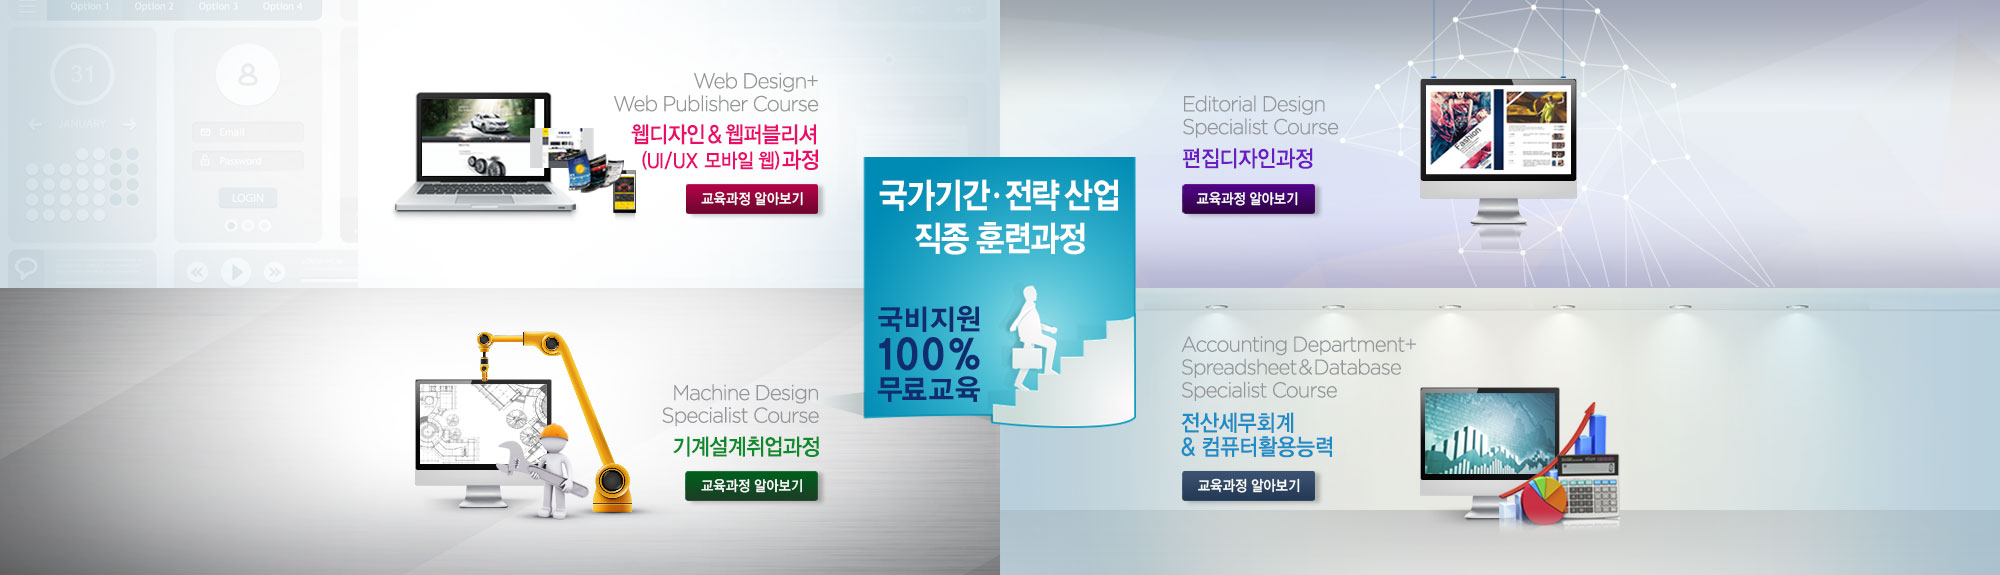 Option 1 Option 2 Option 3 Option 4
31
JANUARY
Email
Password
LOGIN
Web Design+
Web Publisher Course
웹디자인 & 웹퍼블리셔
(UI/UX 모바일 웹)과정
교육과정 알아보기
Editorial Design
Specialist Course
편집디자인과정
교육과정 알아보기
Fashion
국가기간·전략 산업
직종 훈련과정
국비지원
100%
무료교육
Machine Design
Specialist Course
기계설계취업과정
교육과정 알아보기
Accounting Department+
Spreadsheet&Database
Specialist Course
전산세무회계
& 컴퓨터활용능력
교육과정 알아보기